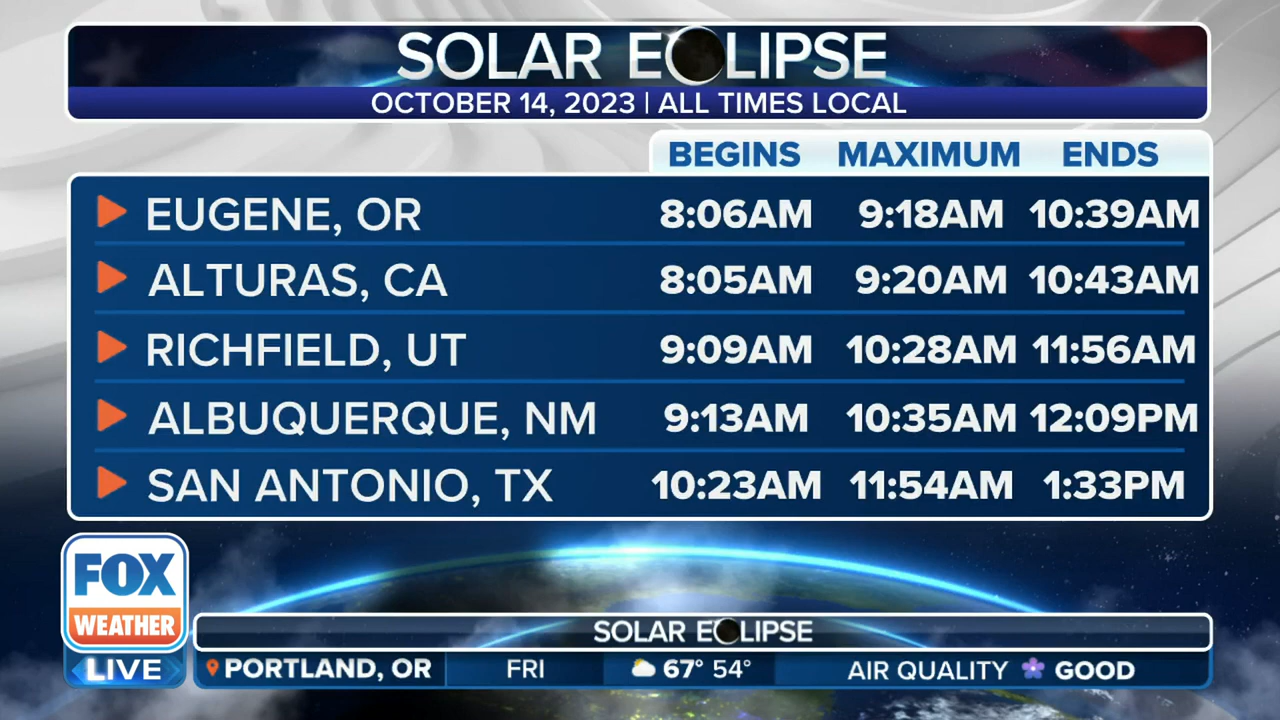 SOLAR ECLIPSE
OCTOBER 14, 2023 | ALL TIMES LOCAL
BEGINS MAXIMUM ENDS
EUGENE, OR 8:06AM 9:18AM 10:39AM
ALTURAS, CA 8:05AM 9:20AM 10:43AM
RICHFIELD, UT 9:09AM 10:28AM 11:56AM
ALBUQUERQUE, NM 9:13AM 10:35AM 12:09PM
SAN ANTONIO, TX 10:23AM 11:54AM 1:33PM
FOX
WEATHER
LIVE
SOLAR ECLIPSE
PORTLAND, OR FRI 67° 54° AIR QUALITY GOOD